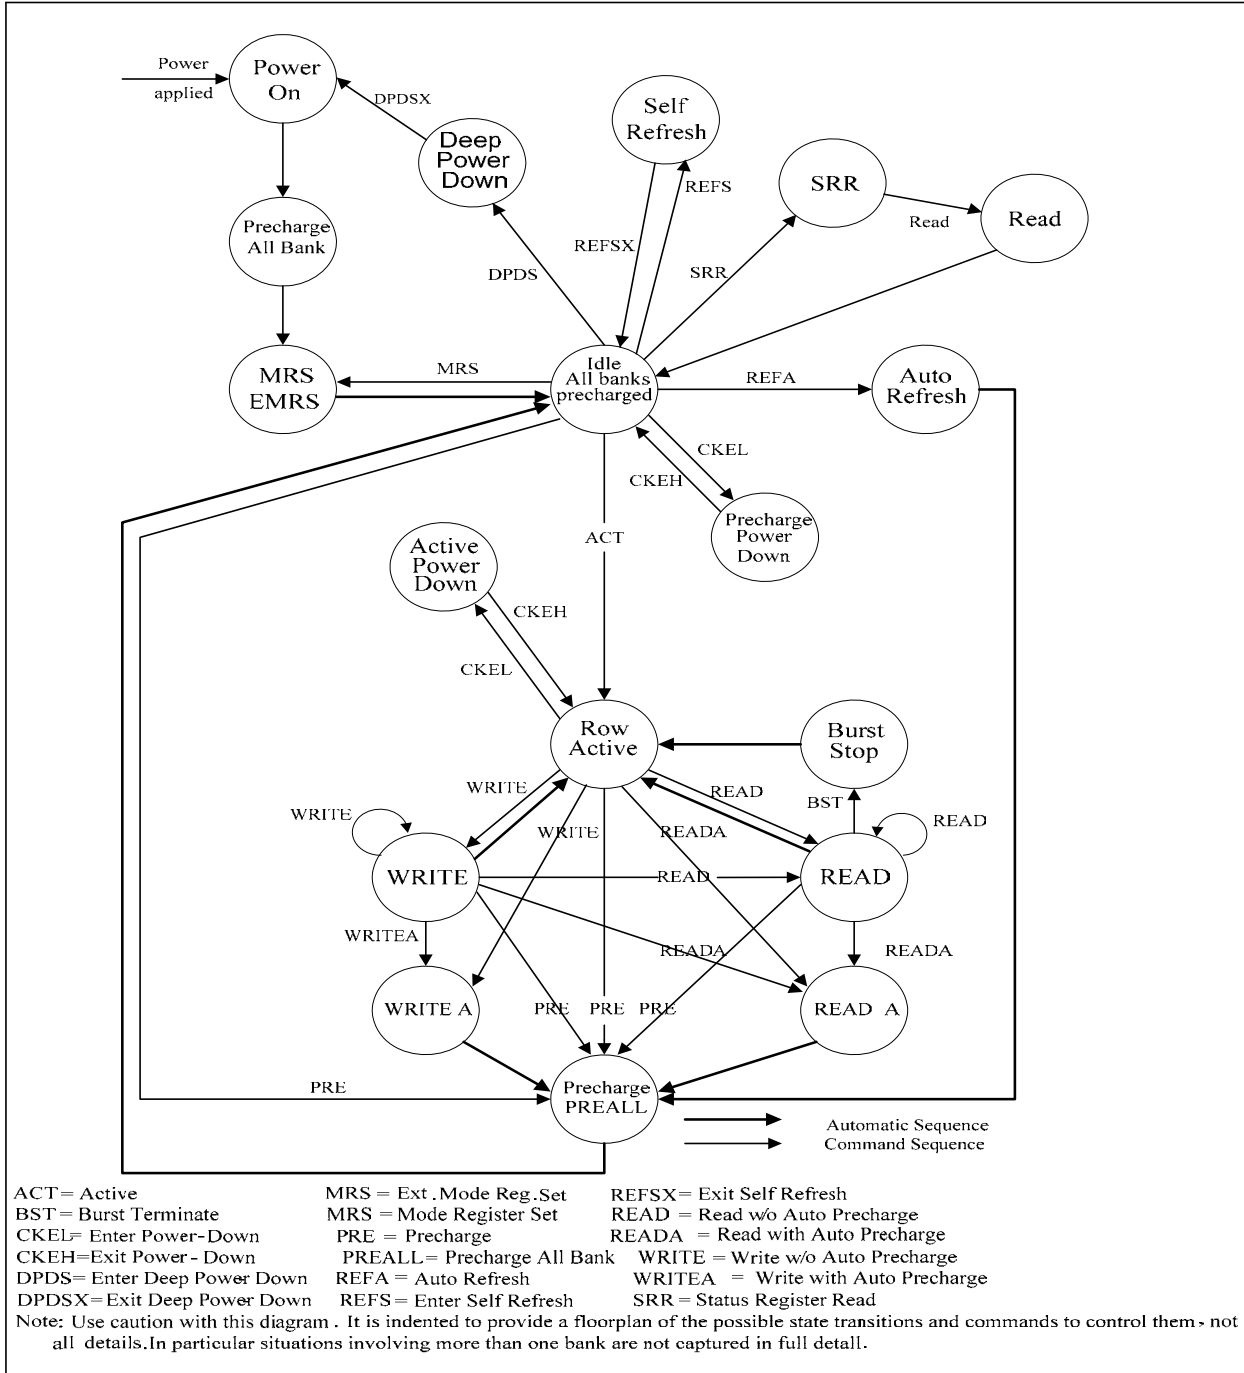 Power
applied
Power
On
DPDSX
Deep
Power
Down
Self
Refresh
REFS
REFSX
SRR
Read
Read
SRR
DPDS
Precharge
All Bank
MRS
EMRS
MRS
Idle
All banks
precharged
REFA
Auto
Refresh
CKEL
CKEH
Precharge
Power
Down
ACT
Active
Power
Down
CKEH
CKEL
Row
Active
Burst
Stop
WRITE
READ
BST
WRITE
WRITE
READA
READ
WRITE
READ
READ
WRITEA
READA
READA
WRITE A
PRE
PRE
PRE
READ A
PRE
Precharge
PREALL
Automatic Sequence
Command Sequence
ACT = Active
MRS = Ext.Mode Reg.Set
REFSX= Exit Self Refresh
BST= Burst Terminate
MRS = Mode Register Set
READ = Read w/o Auto Precharge
CKEL= Enter Power-Down
PRE = Precharge
READA = Read with Auto Precharge
CKEH=Exit Power-Down
PREALL= Precharge All Bank
WRITE = Write w/o Auto Precharge
DPDS= Enter Deep Power Down
REFA = Auto Refresh
WRITEA = Write with Auto Precharge
DPDSX=Exit Deep Power Down
REFS= Enter Self Refresh
SRR = Status Register Read
Note: Use caution with this diagram. It is indented to provide a floorplan of the possible state transitions and commands to control them, not
all details.In particular situations involving more than one bank are not captured in full detall.